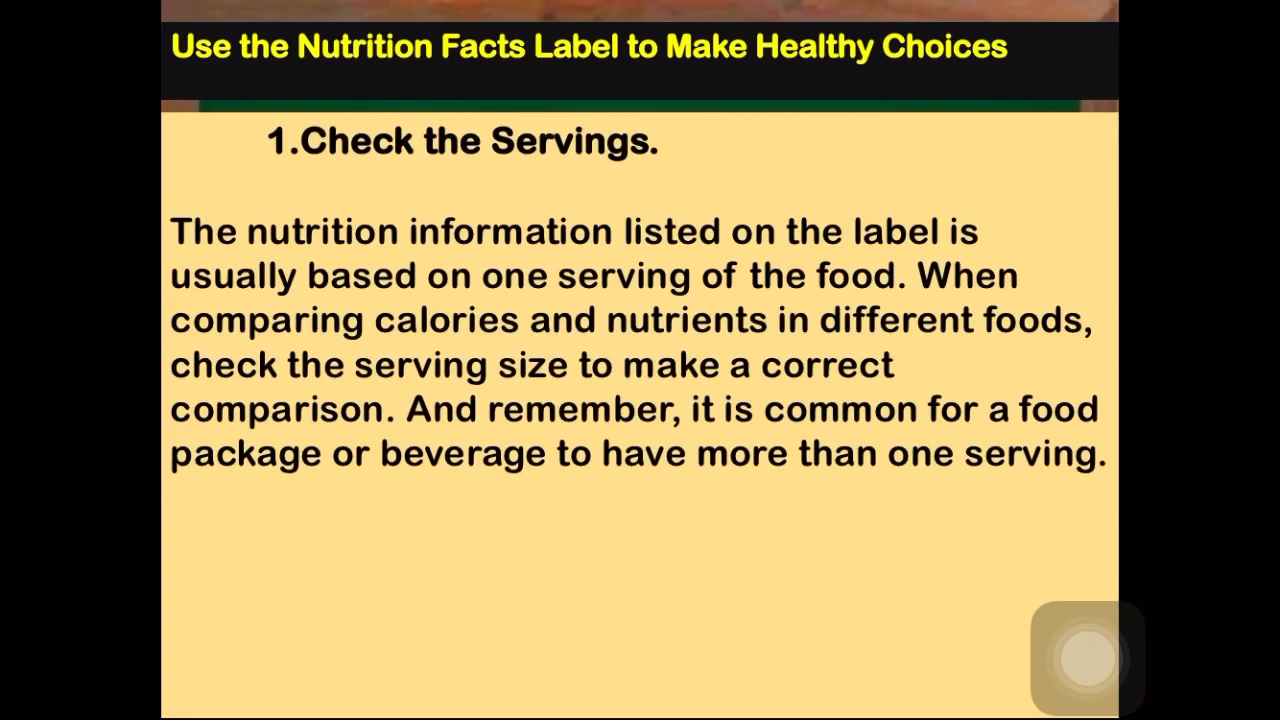 Use the Nutrition Facts Label to Make Healthy Choices
1.Check the Servings.
The nutrition information listed on the label is
usually based on one serving of the food. When
comparing calories and nutrients in different foods,
check the serving size to make a correct
comparison. And remember, it is common for a food
package or beverage to have more than one serving.